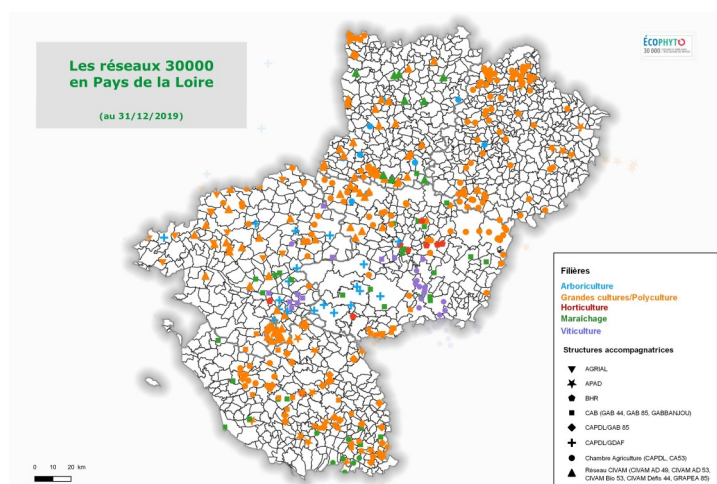 Les réseaux 30000
en Pays de la Loire
(au 31/12/2019)
ÉCOPHYTO
Filières
Arboriculture
Grandes cultures/Polyculture
Horticulture
Maraîchage
Viticulture
Structures accompagnatrices
AGRIAL
APAD
BHR
CAB (GAB 44, GAB 85, GABBANJOU)
CAPDL/GAB 85
CAPDL/GDAF
Chambre Agriculture (CAPDL, CA53)
Réseau CIVAM (CIVAM AD 49, CIVAM AD 53,
CIVAM Bio 53, CIVAM Défis 44, GRAPEA 85)
0 10 20 km